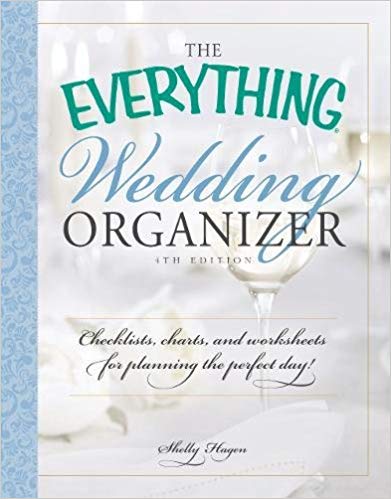 THE
EVERYTHING®
Wedding
ORGANIZER
4TH EDITION
Checklists, charts, and worksheets
for planning the perfect day!
Shelly Hagen